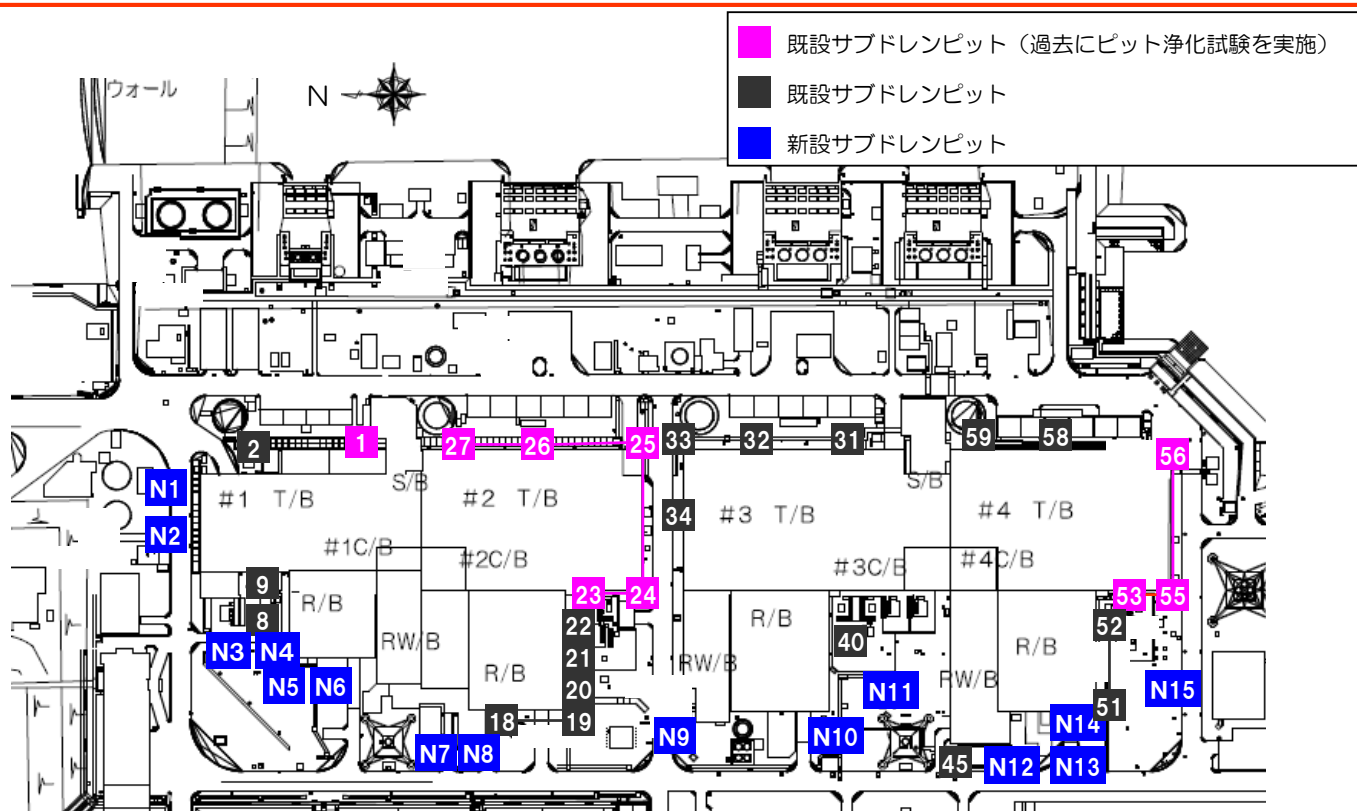 既設サブドレンピット（過去にピット浄化試験を実施）
既設サブドレンピット
新設サブドレンピット
ウォール
N
2
1
27
26
25
33
32
31
59
58
56
N1
N2
34
S/B
S/B
#1 T/B
#2 T/B
#3 T/B
#4 T/B
#1C/B
#2C/B
#3C/B
#4C/B
9
8
R/B
RW/B
R/B
23
24
22
21
20
19
18
R/B
RW/B
40
R/B
RW/B
53
55
52
51
N3
N4
N5
N6
N7
N8
N9
N10
N11
N15
N14
45
N12
N13